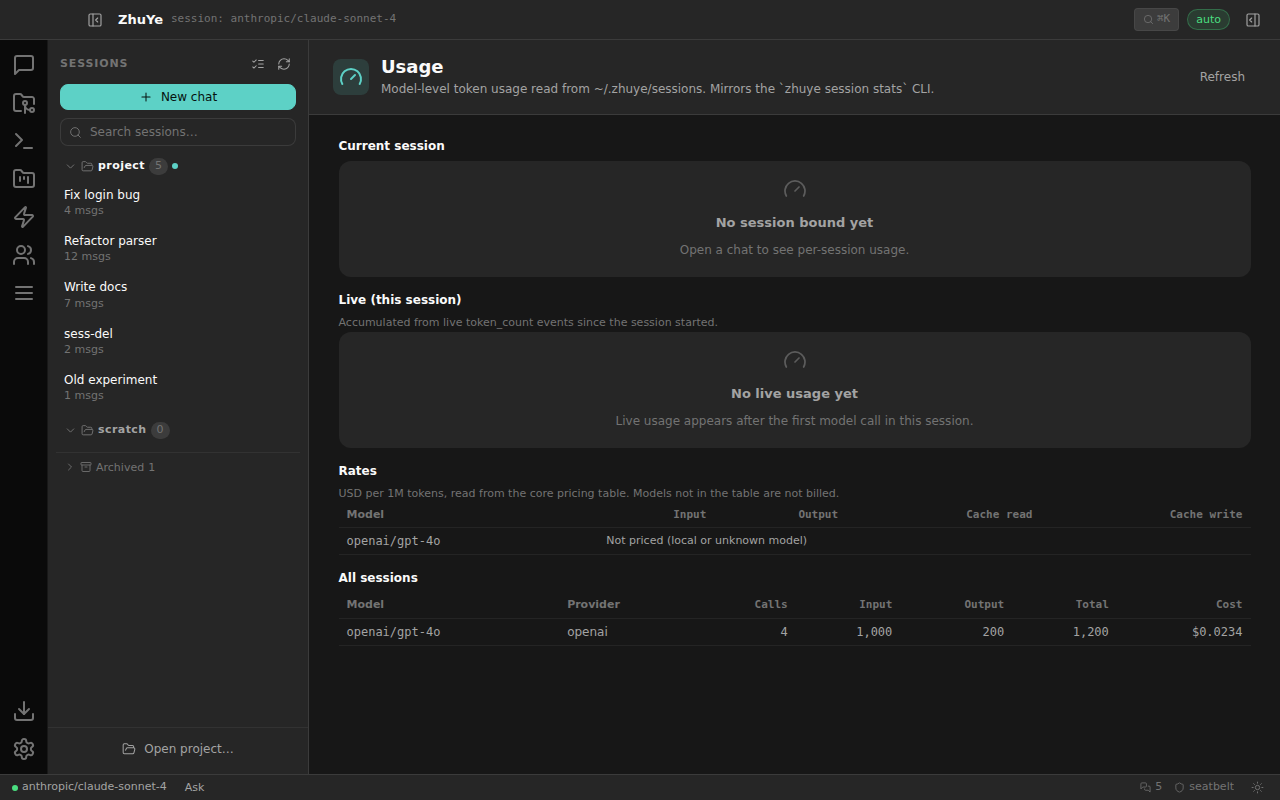 ZhuYe session: anthropic/claude-sonnet-4 ⌘K auto
SESSIONS
New chat
Search sessions…
project 5
Fix login bug
4 msgs
Refactor parser
12 msgs
Write docs
7 msgs
sess-del
2 msgs
Old experiment
1 msgs
scratch 0
Archived 1
Open project…
Usage
Model-level token usage read from ~/.zhuye/sessions. Mirrors the `zhuye session stats` CLI.
Refresh
Current session
No session bound yet
Open a chat to see per-session usage.
Live (this session)
Accumulated from live token_count events since the session started.
No live usage yet
Live usage appears after the first model call in this session.
Rates
USD per 1M tokens, read from the core pricing table. Models not in the table are not billed.
Model Input Output Cache read Cache write
openai/gpt-4o Not priced (local or unknown model)
All sessions
Model Provider Calls Input Output Total Cost
openai/gpt-4o openai 4 1,000 200 1,200 $0.0234
anthropic/claude-sonnet-4 Ask 5 seatbelt